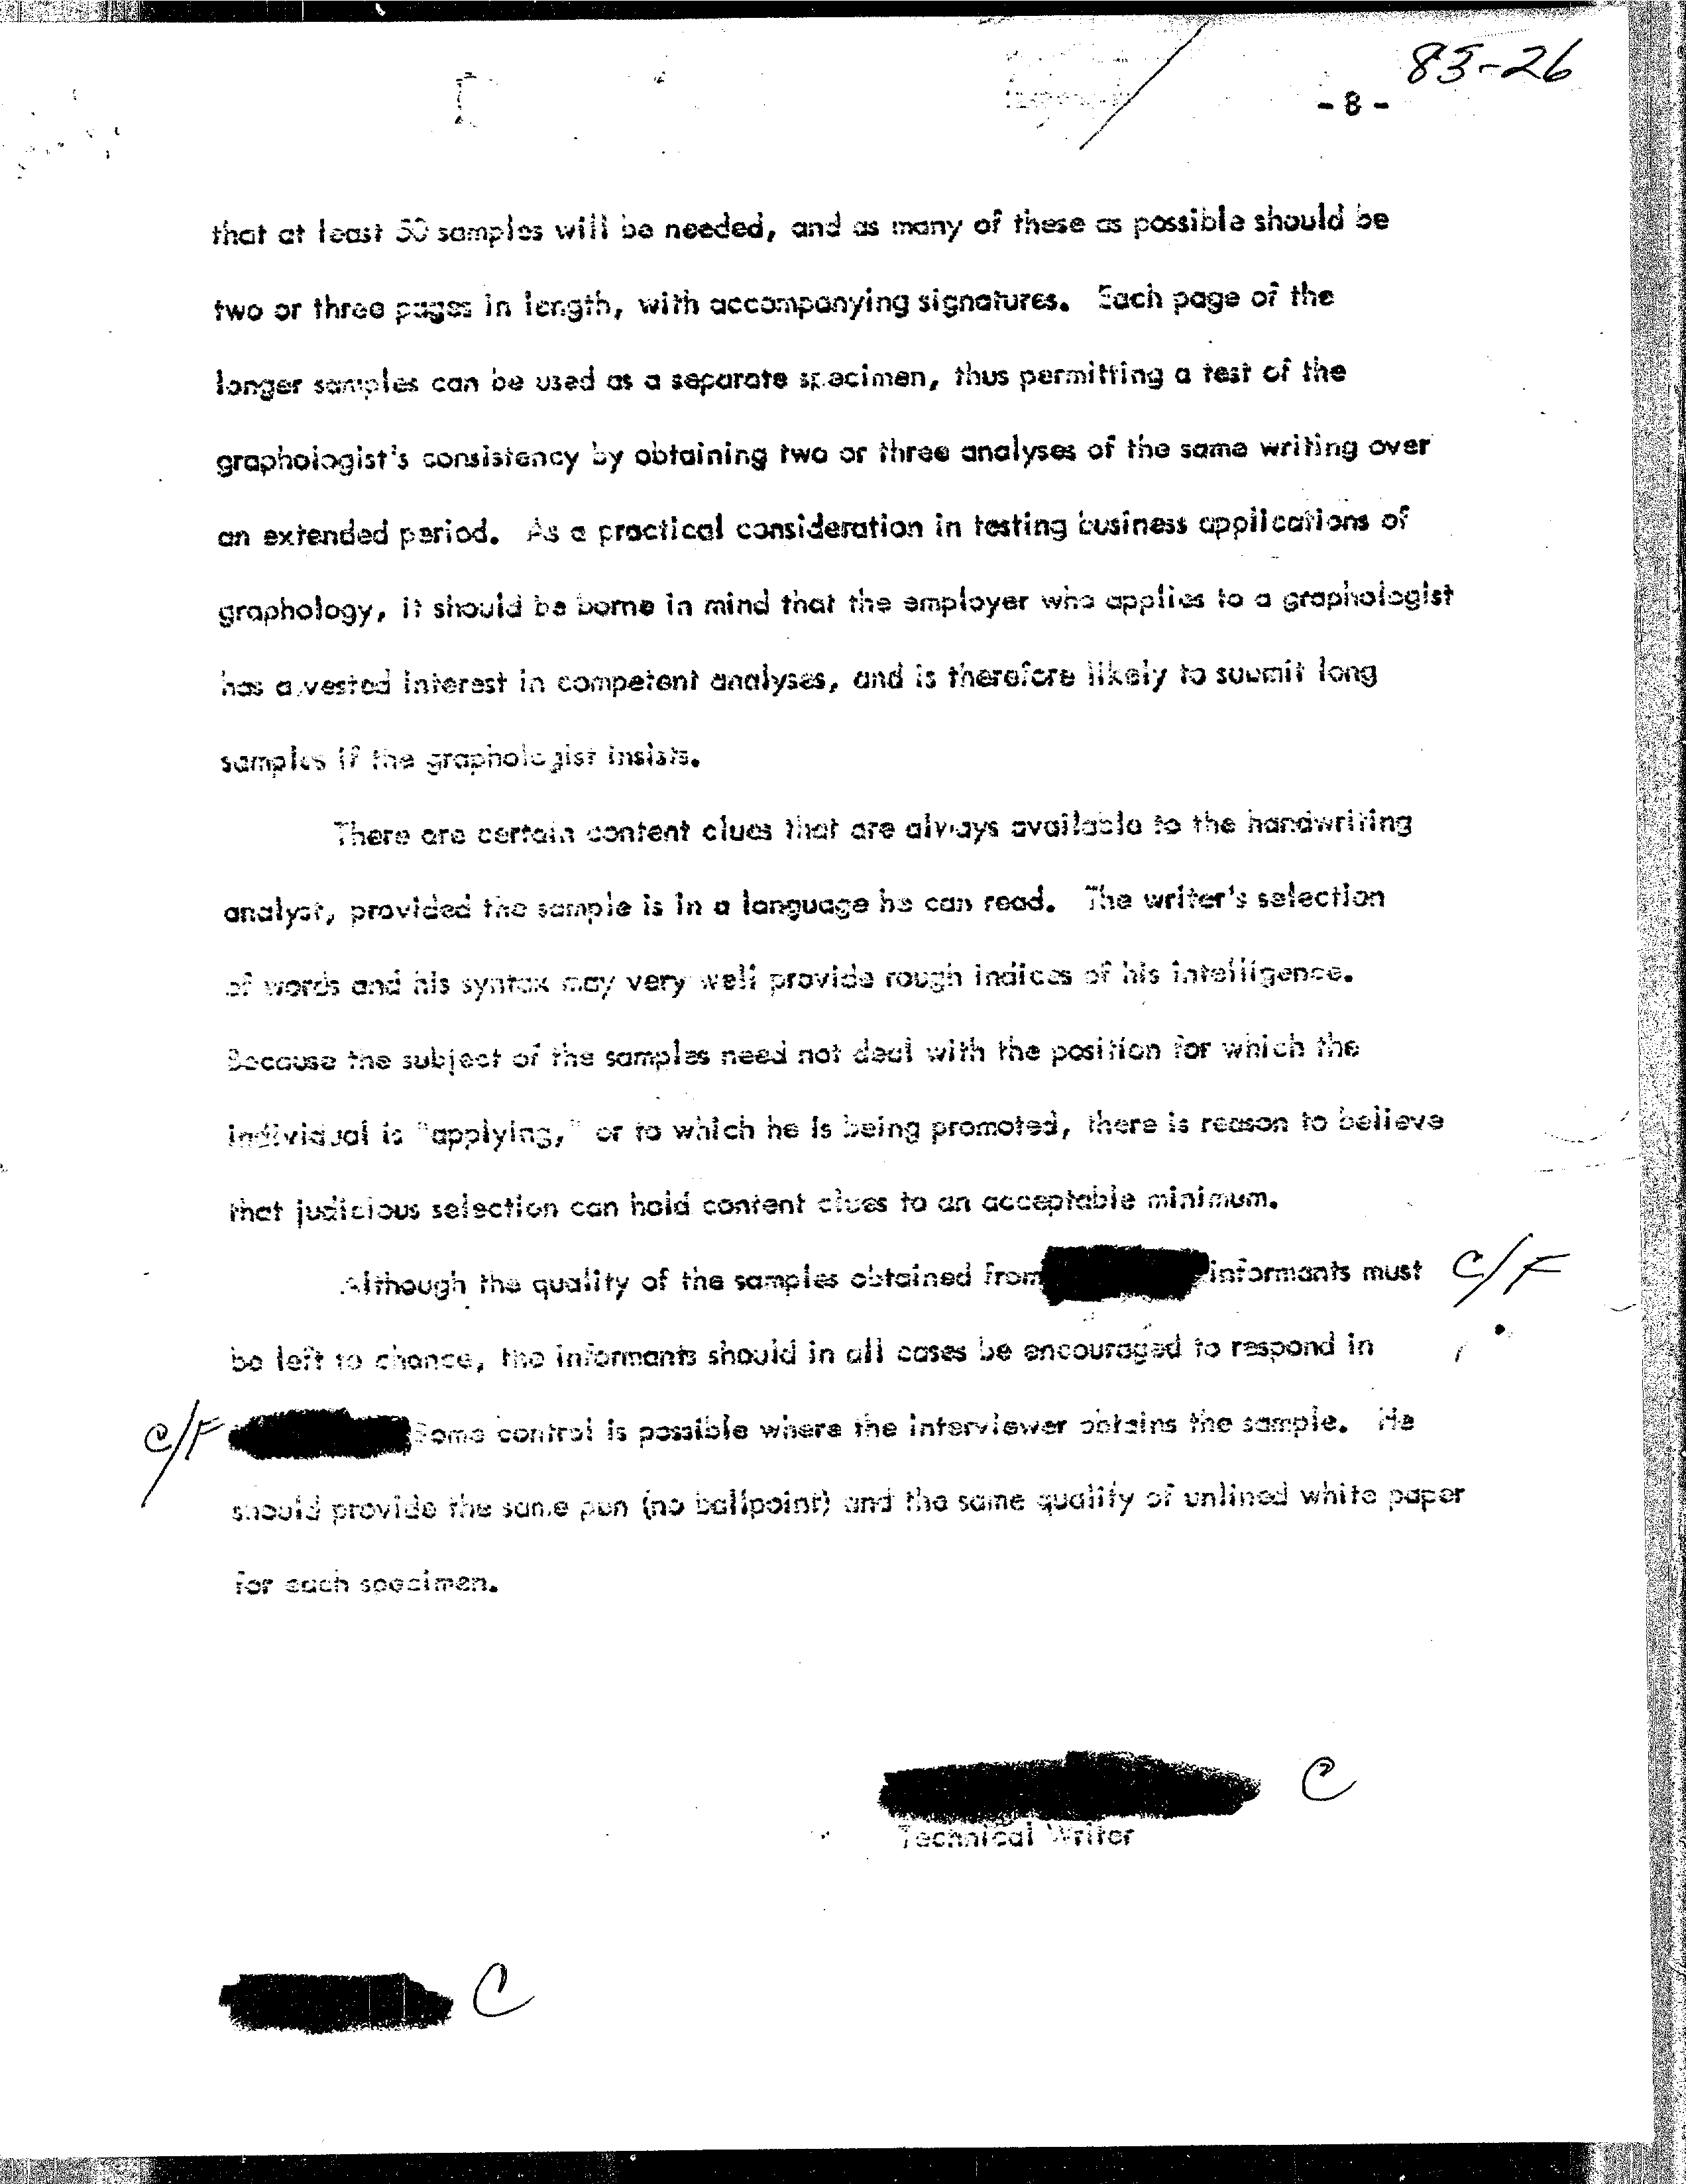 83-26
- 8 -
that at least 50 samples will be needed, and as many of these as possible should be
two or three pages in length, with accompanying signatures. Each page of the
longer samples can be used as a separate specimen, thus permitting a test of the
graphologist's consistency by obtaining two or three analyses of the same writing over
an extended period. As a practical consideration in testing business applications of
graphology, it should be borne in mind that the employer who applies to a graphologist
has a vested interest in competent analyses, and is therefore likely to submit long
samples if the graphologist insists.
There are certain content clues that are always available to the handwriting
analyst, provided the sample is in a language he can read. The writer's selection
of words and his syntax may very well provide rough indices of his intelligence.
Because the subject of the samples need not deal with the position for which the
individual is "applying," or to which he is being promoted, there is reason to believe
that judicious selection can hold content clues to an acceptable minimum.
Although the quality of the samples obtained from informants must C/F
be left to chance, the informants should in all cases be encouraged to respond in
C/F Some control is possible where the interviewer obtains the sample. He
should provide the same pen (no ballpoint) and the same quality of unlined white paper
for each specimen.
C
Technical Writer
C